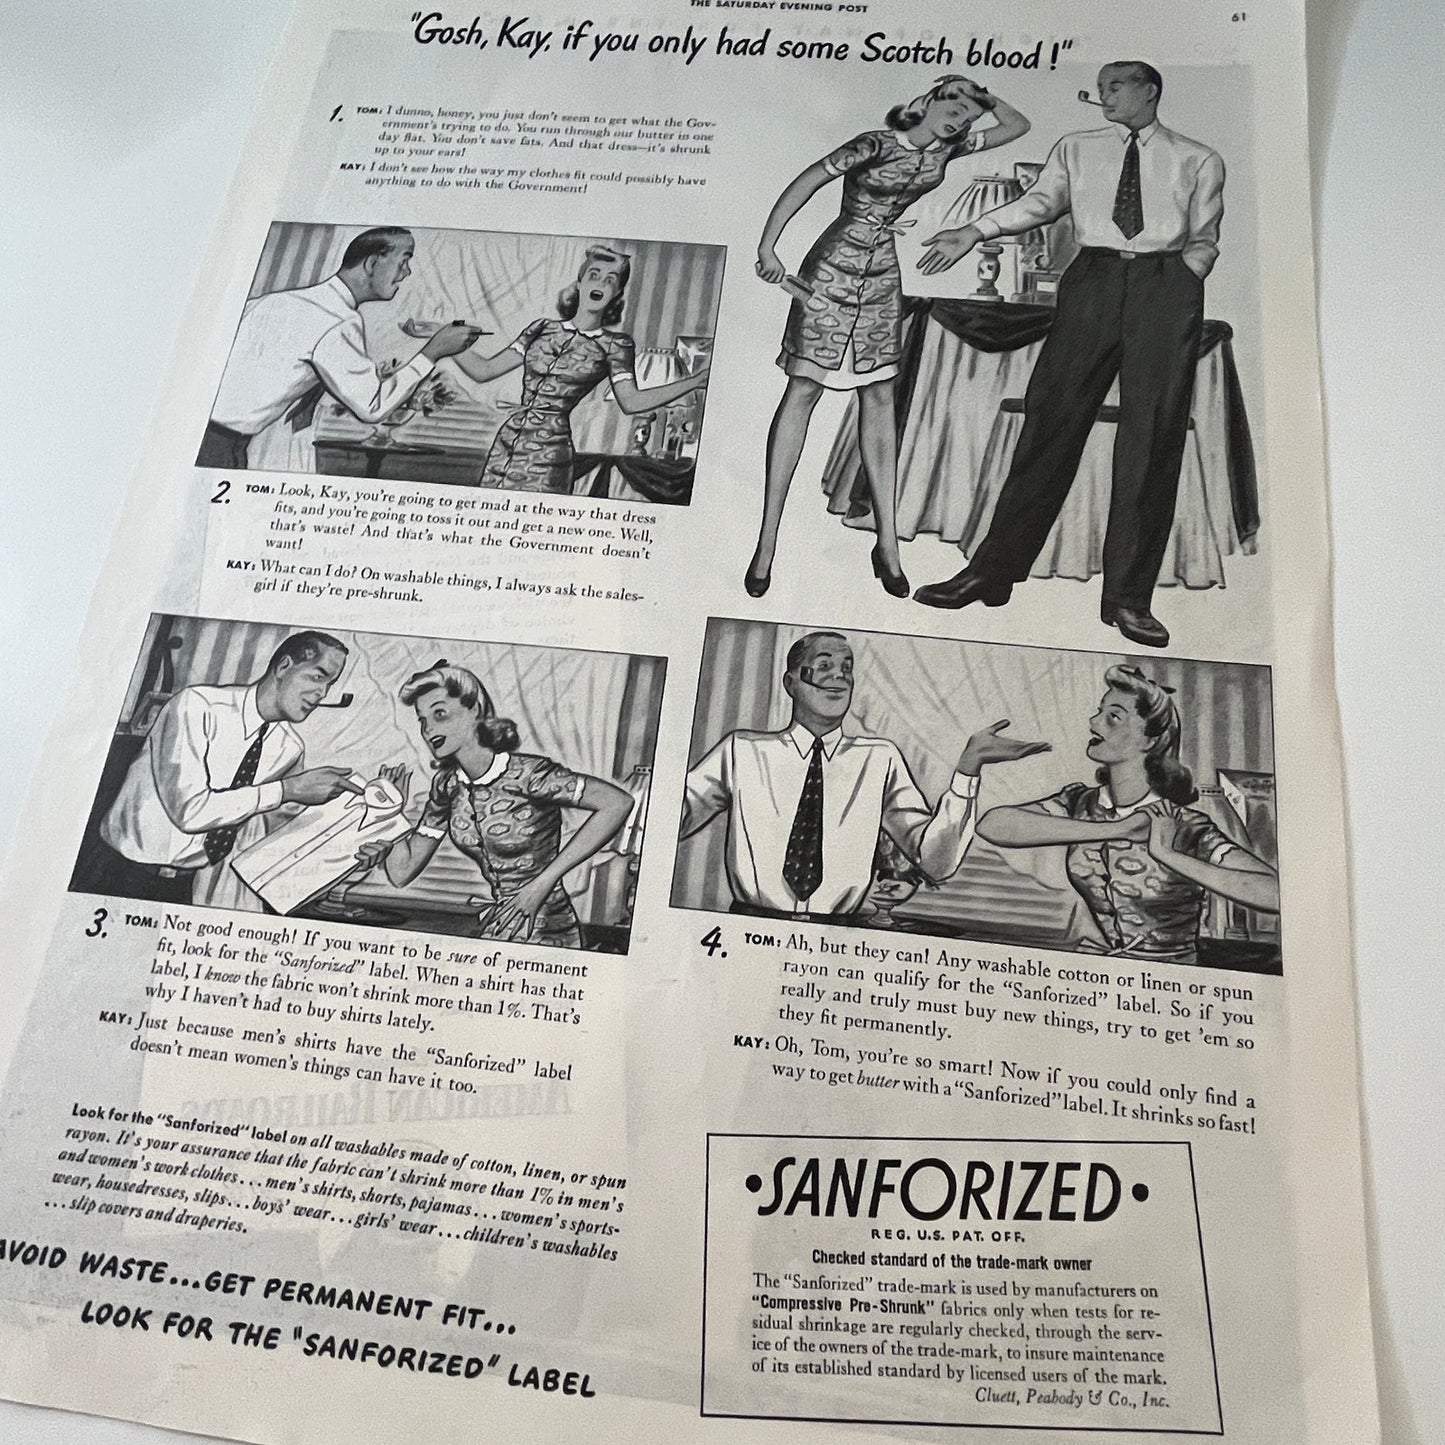 THE SATURDAY EVENING POST
61
"Gosh, Kay, if you only had some Scotch blood!"
1. TOM: I dunno, honey, you just don't seem to get what the Gov-
ernment's trying to do. You run through our butter in one
day flat. You don't save fats. And that dress—it's shrunk
up to your ears!
KAY: I don't see how the way my clothes fit could possibly have
anything to do with the Government!
2. TOM: Look, Kay, you're going to get mad at the way that dress
fits, and you're going to toss it out and get a new one. Well,
that's waste! And that's what the Government doesn't
want!
KAY: What can I do? On washable things, I always ask the sales-
girl if they're pre-shrunk.
3. TOM: Not good enough! If you want to be sure of permanent
fit, look for the "Sanforized" label. When a shirt has that
label, I know the fabric won't shrink more than 1%. That's
why I haven't had to buy shirts lately.
KAY: Just because men's shirts have the "Sanforized" label
doesn't mean women's things can have it too.
4. TOM: Ah, but they can! Any washable cotton or linen or spun
rayon can qualify for the "Sanforized" label. So if you
really and truly must buy new things, try to get 'em so
they fit permanently.
KAY: Oh, Tom, you're so smart! Now if you could only find a
way to get butter with a "Sanforized" label. It shrinks so fast!
Look for the "Sanforized" label on all washables made of cotton, linen, or spun
rayon. It's your assurance that the fabric can't shrink more than 1% in men's
and women's work clothes...men's shirts, shorts, pajamas...women's sports-
wear, housedresses, slips...boys' wear...girls' wear...children's washables
...slip covers and draperies.
AVOID WASTE...GET PERMANENT FIT...
LOOK FOR THE "SANFORIZED" LABEL
•SANFORIZED•
REG. U.S. PAT. OFF.
Checked standard of the trade-mark owner
The "Sanforized" trade-mark is used by manufacturers on
"Compressive Pre-Shrunk" fabrics only when tests for re-
sidual shrinkage are regularly checked, through the serv-
ice of the owners of the trade-mark, to insure maintenance
of its established standard by licensed users of the mark.
Cluett, Peabody & Co., Inc.